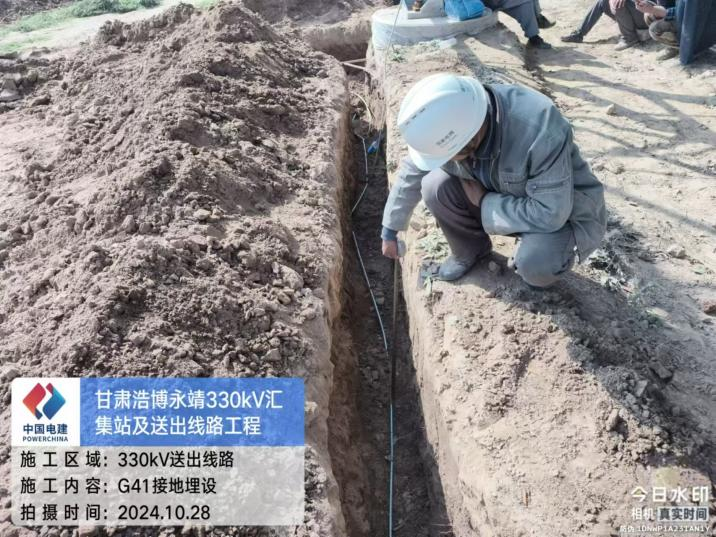 中国电建
POWERCHINA
甘肃浩博永靖330kV汇
集站及送出线路工程
施工区域：330kV送出线路
施工内容：G41接地埋设
拍摄时间：2024.10.28
今日水印
相机 真实时间